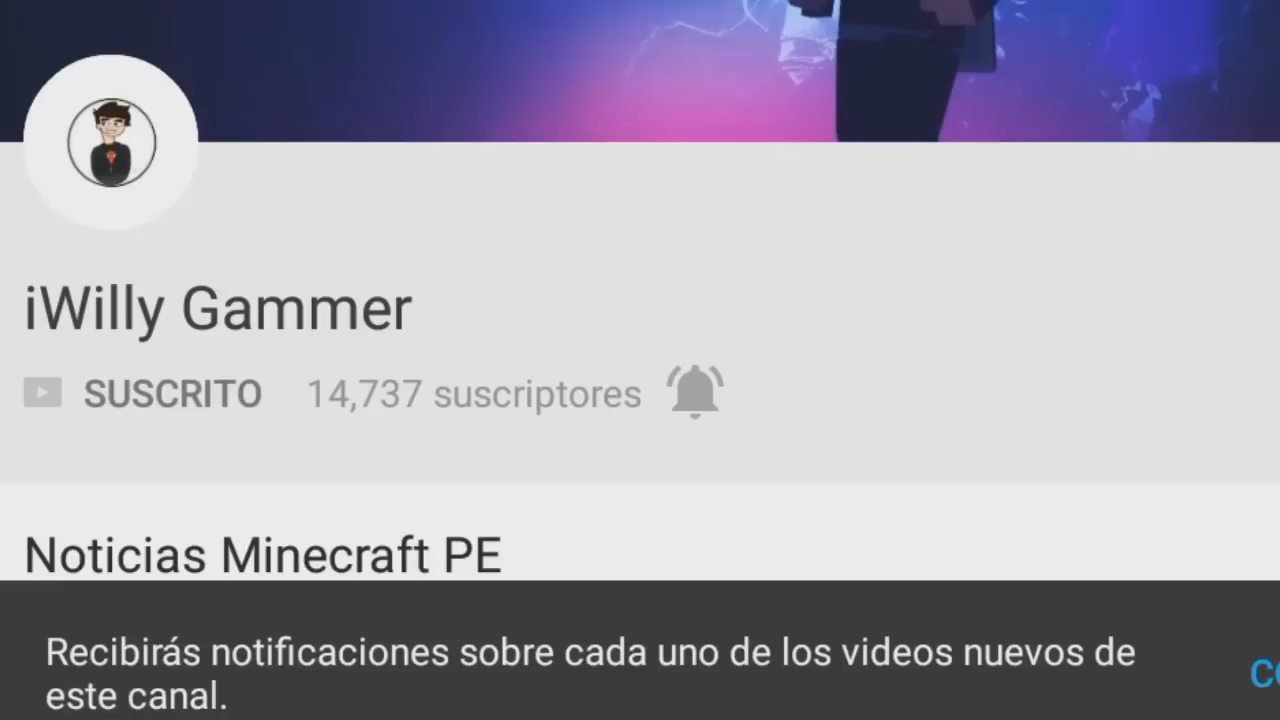 iWilly Gammer
SUSCRITO 14,737 suscriptores
Noticias Minecraft PE
Recibirás notificaciones sobre cada uno de los videos nuevos de
este canal.